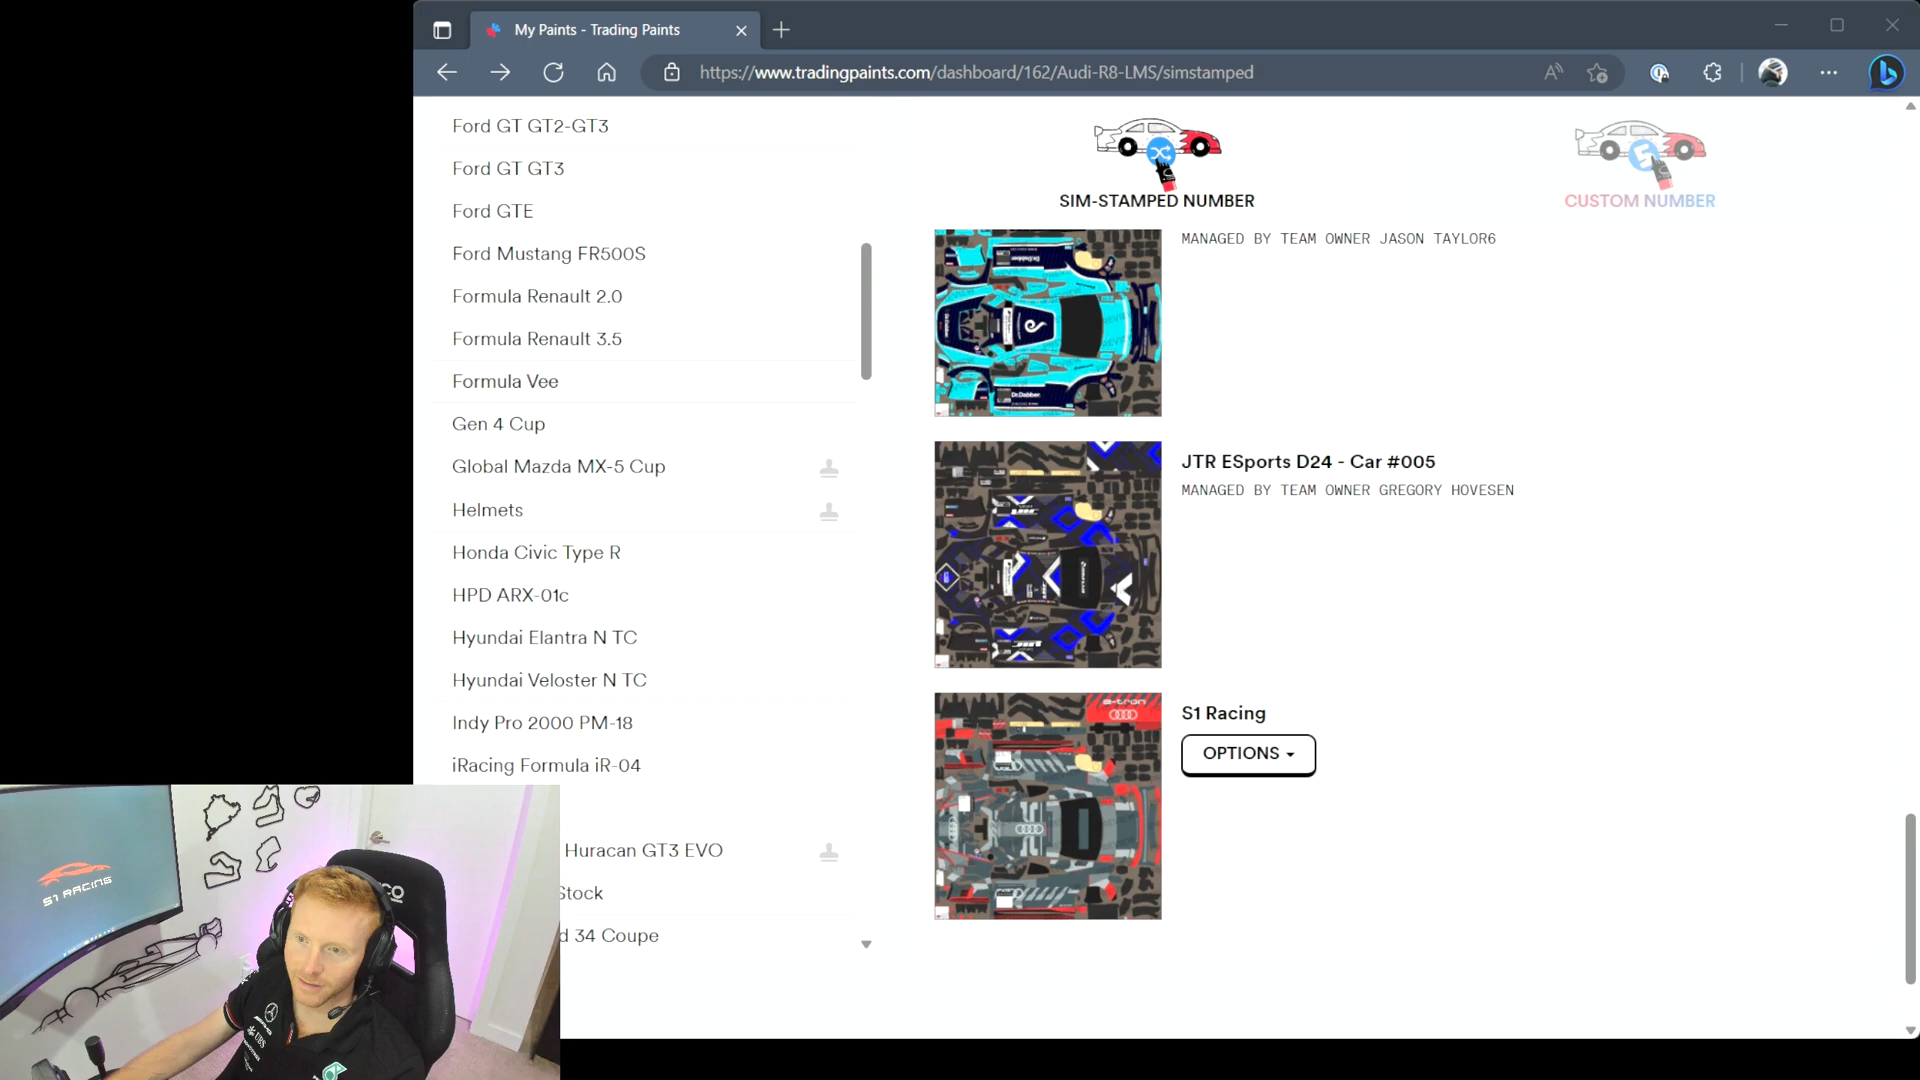 My Paints - Trading Paints
https://www.tradingpaints.com/dashboard/162/Audi-R8-LMS/simstamped
Ford GT GT2-GT3
Ford GT GT3
Ford GTE
Ford Mustang FR500S
Formula Renault 2.0
Formula Renault 3.5
Formula Vee
Gen 4 Cup
Global Mazda MX-5 Cup
Helmets
Honda Civic Type R
HPD ARX-01c
Hyundai Elantra N TC
Hyundai Veloster N TC
Indy Pro 2000 PM-18
iRacing Formula iR-04
Huracan GT3 EVO
Stock
34 Coupe
SIM-STAMPED NUMBER
CUSTOM NUMBER
MANAGED BY TEAM OWNER JASON TAYLOR6
Dr.Dabber
JTR ESports D24 - Car #005
MANAGED BY TEAM OWNER GREGORY HOVESEN
e-tron
S1 Racing
OPTIONS
S1 RACING
UBS